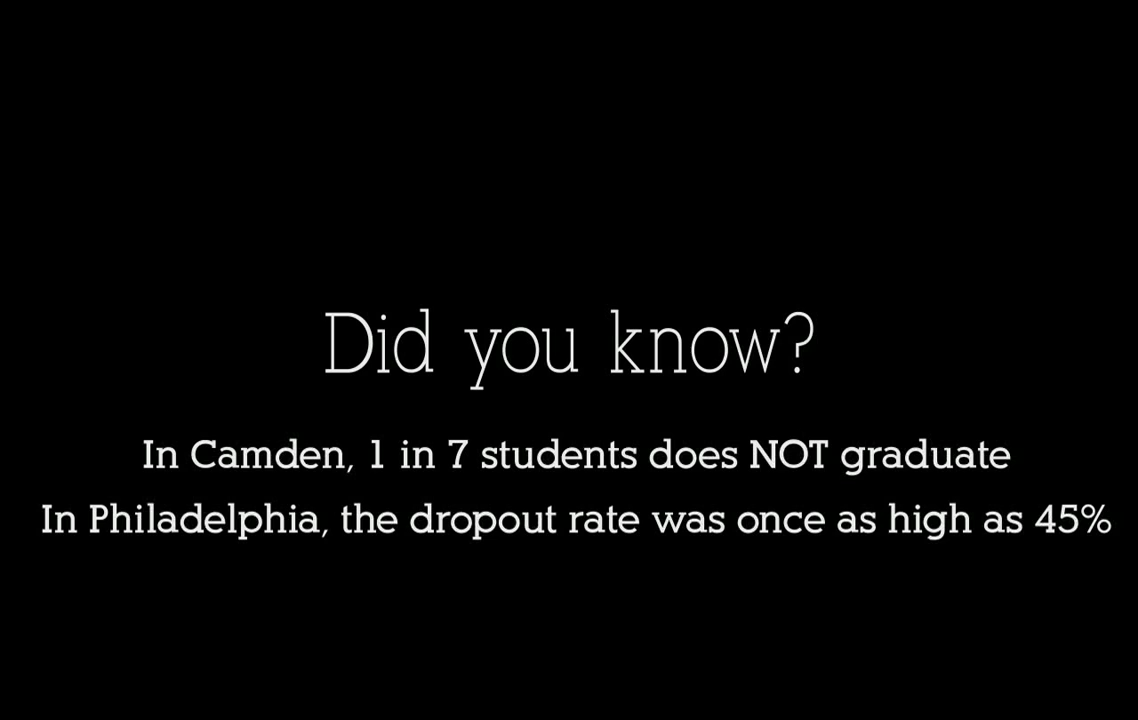 Did you know?
In Camden, 1 in 7 students does NOT graduate
In Philadelphia, the dropout rate was once as high as 45%